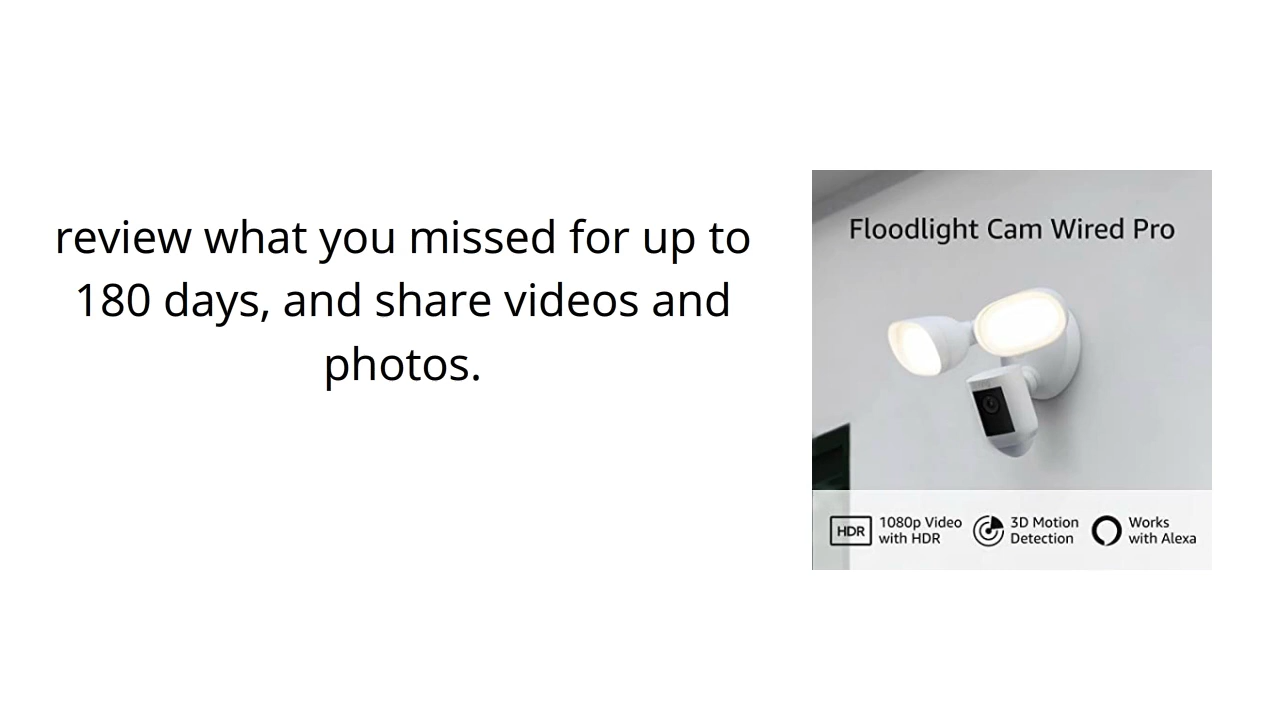 review what you missed for up to
180 days, and share videos and
photos.
Floodlight Cam Wired Pro
HDR
1080p Video
with HDR
3D Motion
Detection
Works
with Alexa